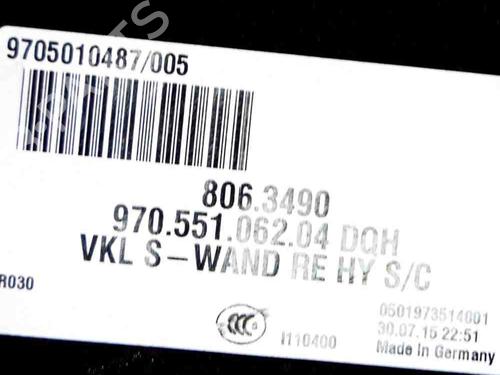 9705010487/005
806.3490
970.551.062.04 DQH
VKL S-WAND RE HY S/C
R030
CCC
I110400
0501973514001
30.07.15 22:51
Made in Germany